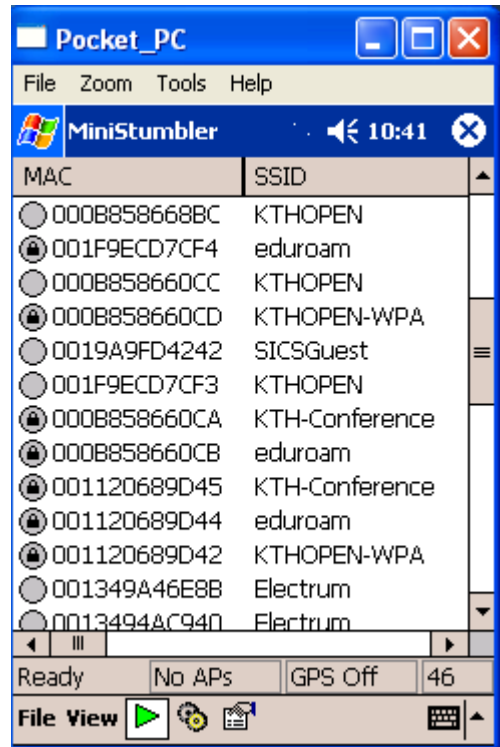 Pocket_PC
File Zoom Tools Help
MiniStumbler 10:41
MAC SSID
000B858668BC KTHOPEN
001F9ECD7CF4 eduroam
000B858660CC KTHOPEN
000B858660CD KTHOPEN-WPA
0019A9FD4242 SICSGuest
001F9ECD7CF3 KTHOPEN
000B858660CA KTH-Conference
000B858660CB eduroam
001120689D45 KTH-Conference
001120689D44 eduroam
001120689D42 KTHOPEN-WPA
001349A46E8B Electrum
0013494AC940 Electrum
Ready No APs GPS Off 46
File View